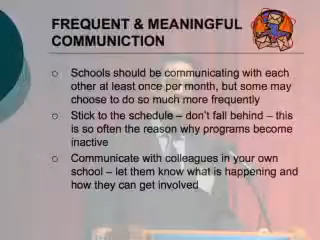 FREQUENT & MEANINGFUL
COMMUNICTION
Schools should be communicating with each
other at least once per month, but some may
choose to do so much more frequently
Stick to the schedule – don't fall behind – this
is so often the reason why programs become
inactive
Communicate with colleagues in your own
school – let them know what is happening and
how they can get involved